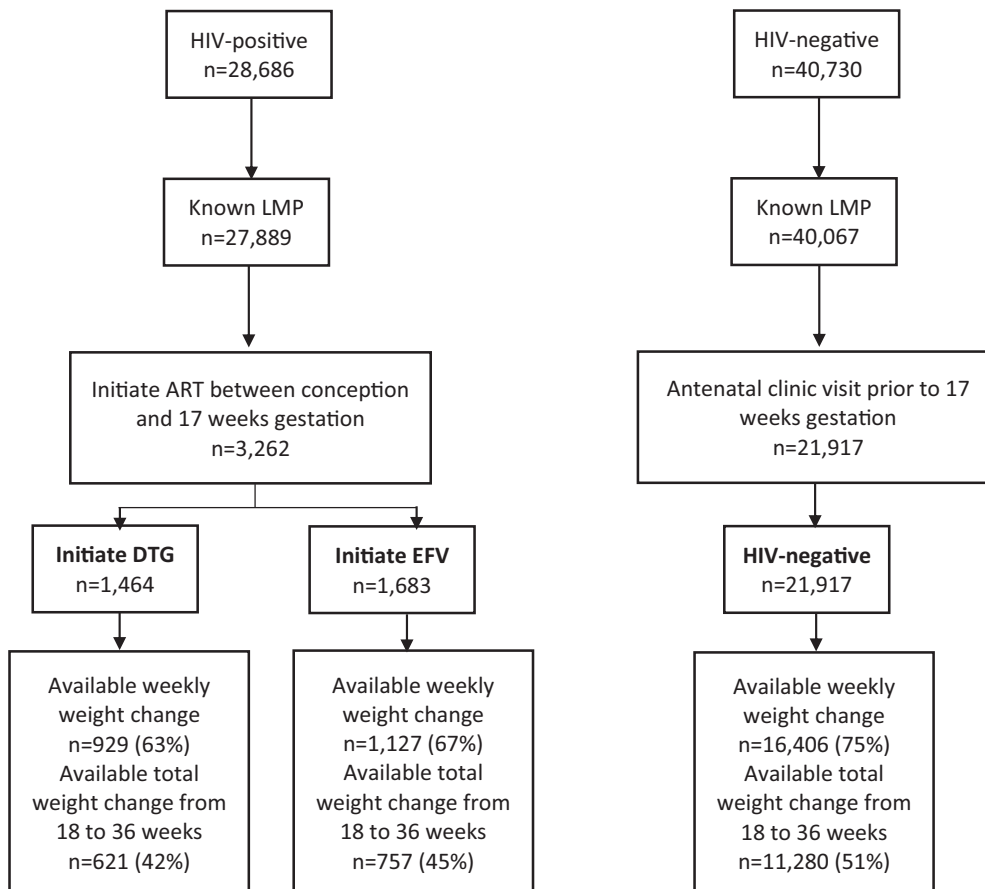 HIV-positive
n=28,686
HIV-negative
n=40,730
Known LMP
n=27,889
Known LMP
n=40,067
Initiate ART between conception
and 17 weeks gestation
n=3,262
Antenatal clinic visit prior to 17
weeks gestation
n=21,917
Initiate DTG
n=1,464
Initiate EFV
n=1,683
HIV-negative
n=21,917
Available weekly
weight change
n=929 (63%)
Available total
weight change from
18 to 36 weeks
n=621 (42%)
Available weekly
weight change
n=1,127 (67%)
Available total
weight change from
18 to 36 weeks
n=757 (45%)
Available weekly
weight change
n=16,406 (75%)
Available total
weight change from
18 to 36 weeks
n=11,280 (51%)